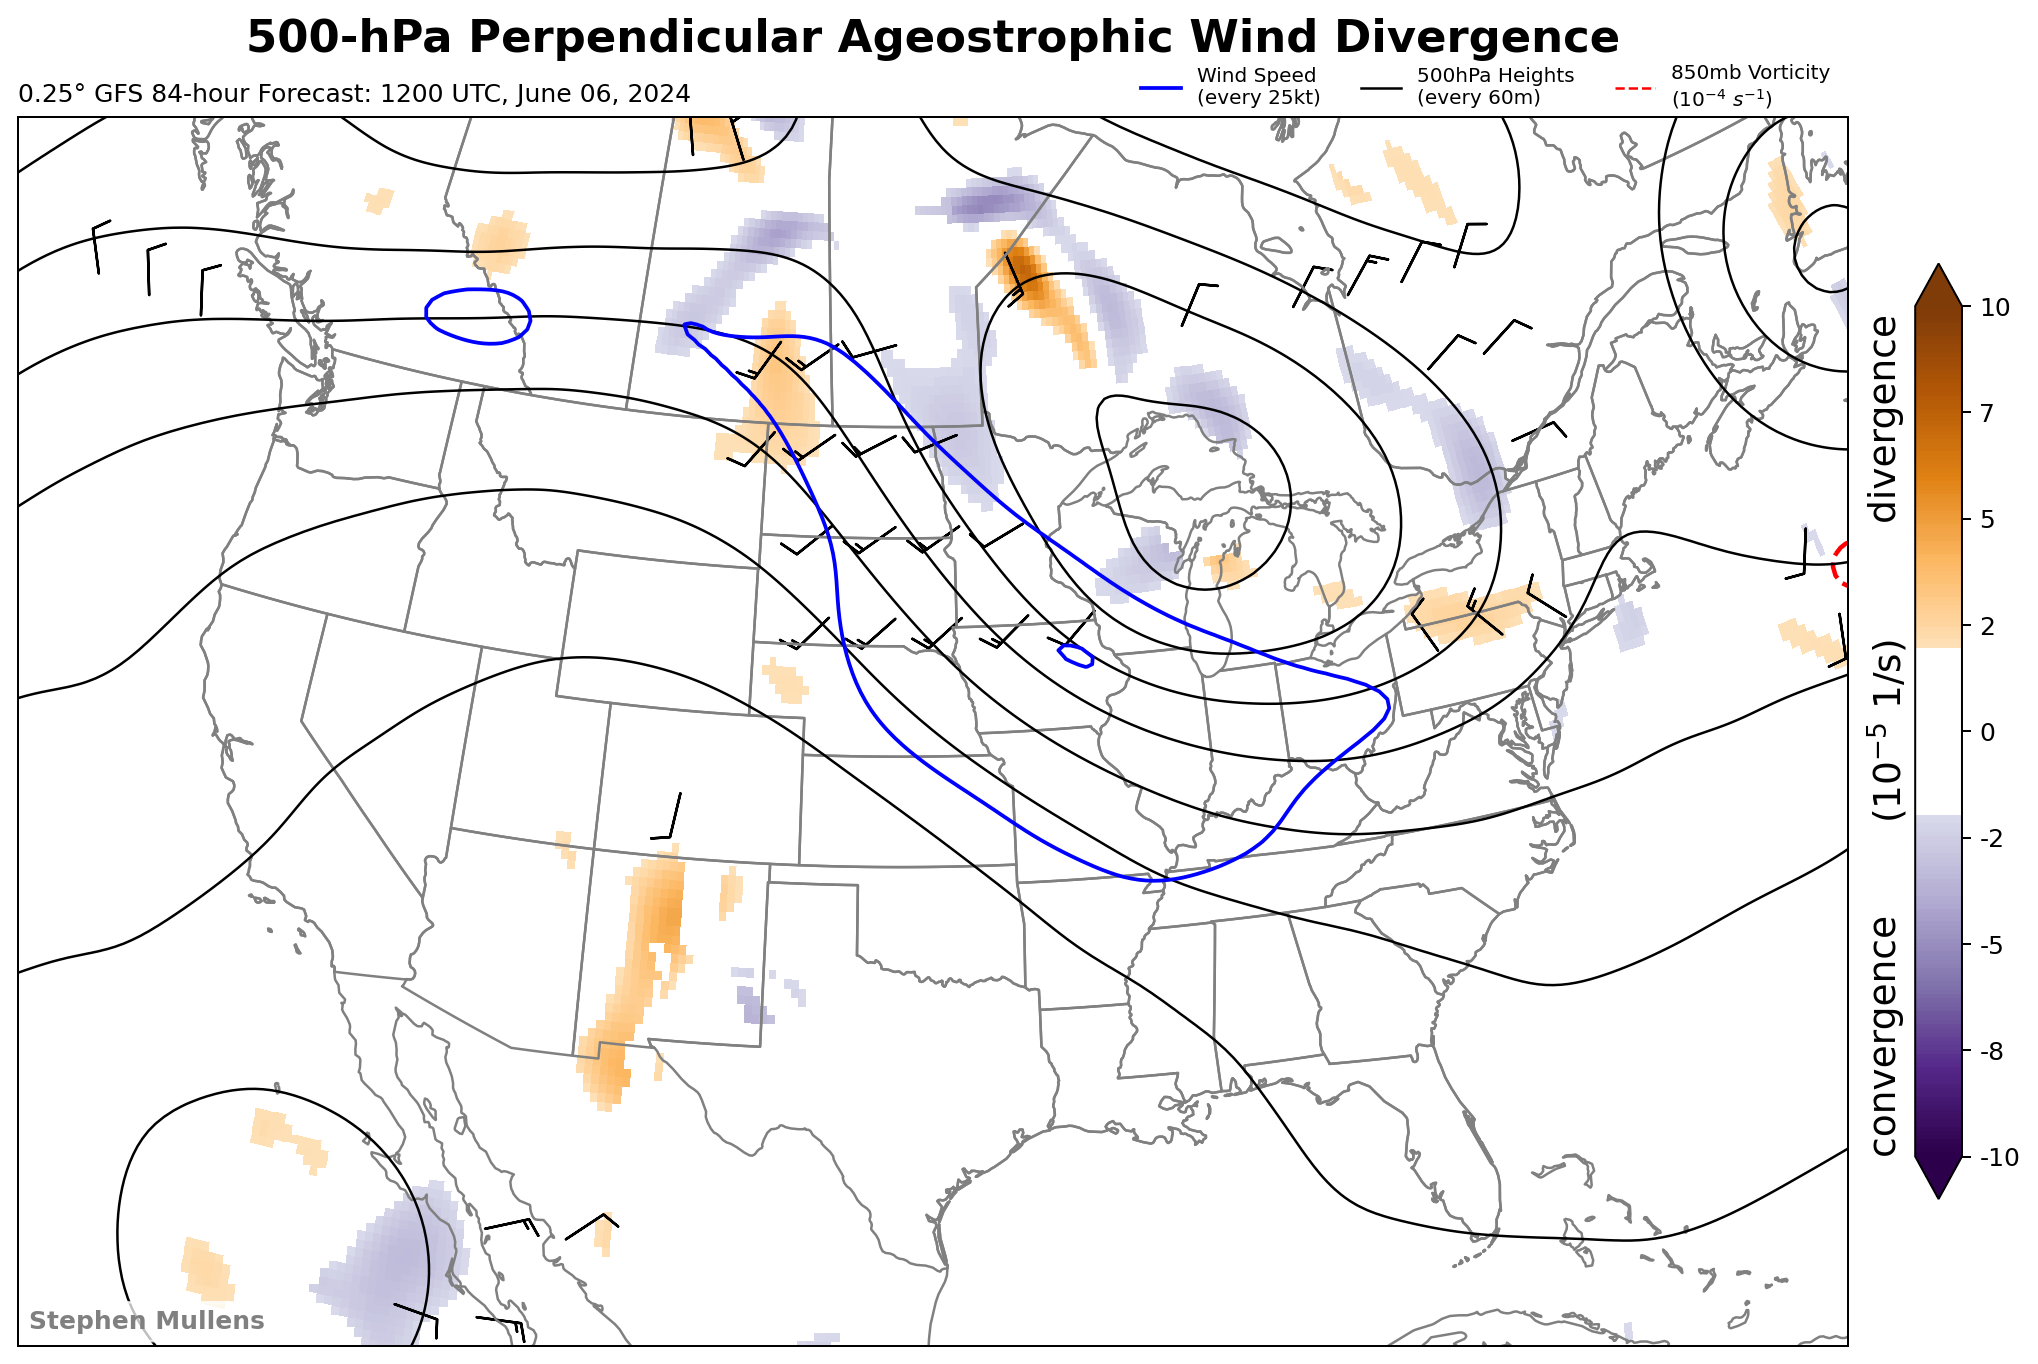 500-hPa Perpendicular Ageostrophic Wind Divergence
0.25° GFS 84-hour Forecast: 1200 UTC, June 06, 2024
Wind Speed
(every 25kt)
500hPa Heights
(every 60m)
850mb Vorticity
(10⁻⁴ s⁻¹)
10
7
5
2
0
-2
-5
-8
-10
convergence (10⁻⁵ 1/s) divergence
Stephen Mullens